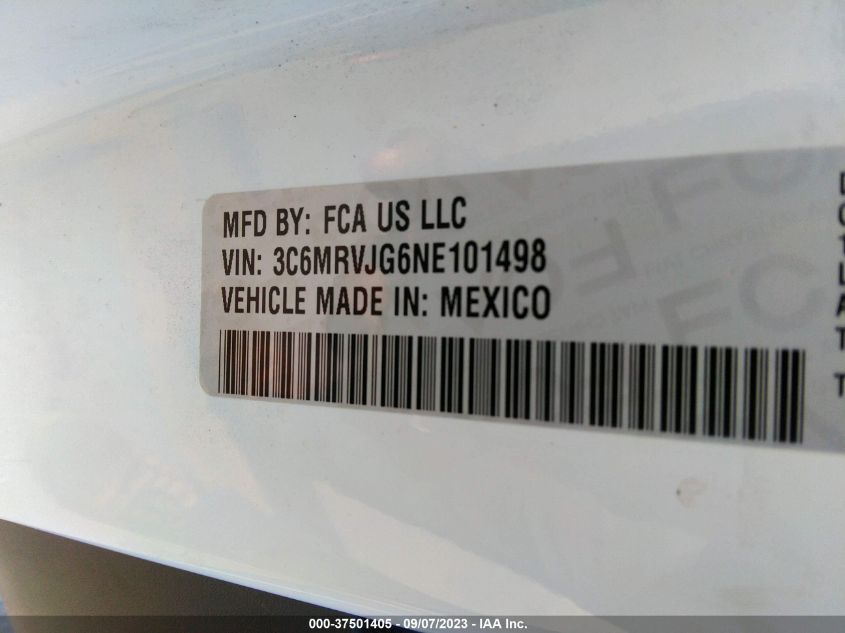 MFD BY: FCA US LLC
VIN: 3C6MRVJG6NE101498
VEHICLE MADE IN: MEXICO
000-37501405 - 09/07/2023 - IAA Inc.